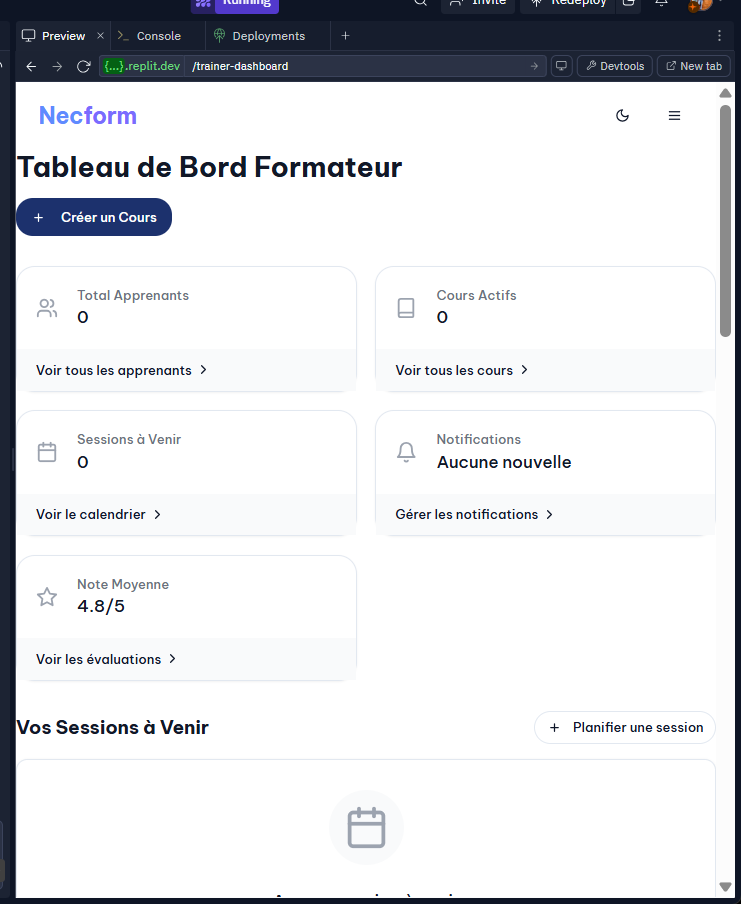 Running
Invite
Redeploy
Preview
Console
Deployments
{...}.replit.dev
/trainer-dashboard
Devtools
New tab
Necform
Tableau de Bord Formateur
+ Créer un Cours
Total Apprenants
0
Voir tous les apprenants
Cours Actifs
0
Voir tous les cours
Sessions à Venir
0
Voir le calendrier
Notifications
Aucune nouvelle
Gérer les notifications
Note Moyenne
4.8/5
Voir les évaluations
Vos Sessions à Venir
+ Planifier une session